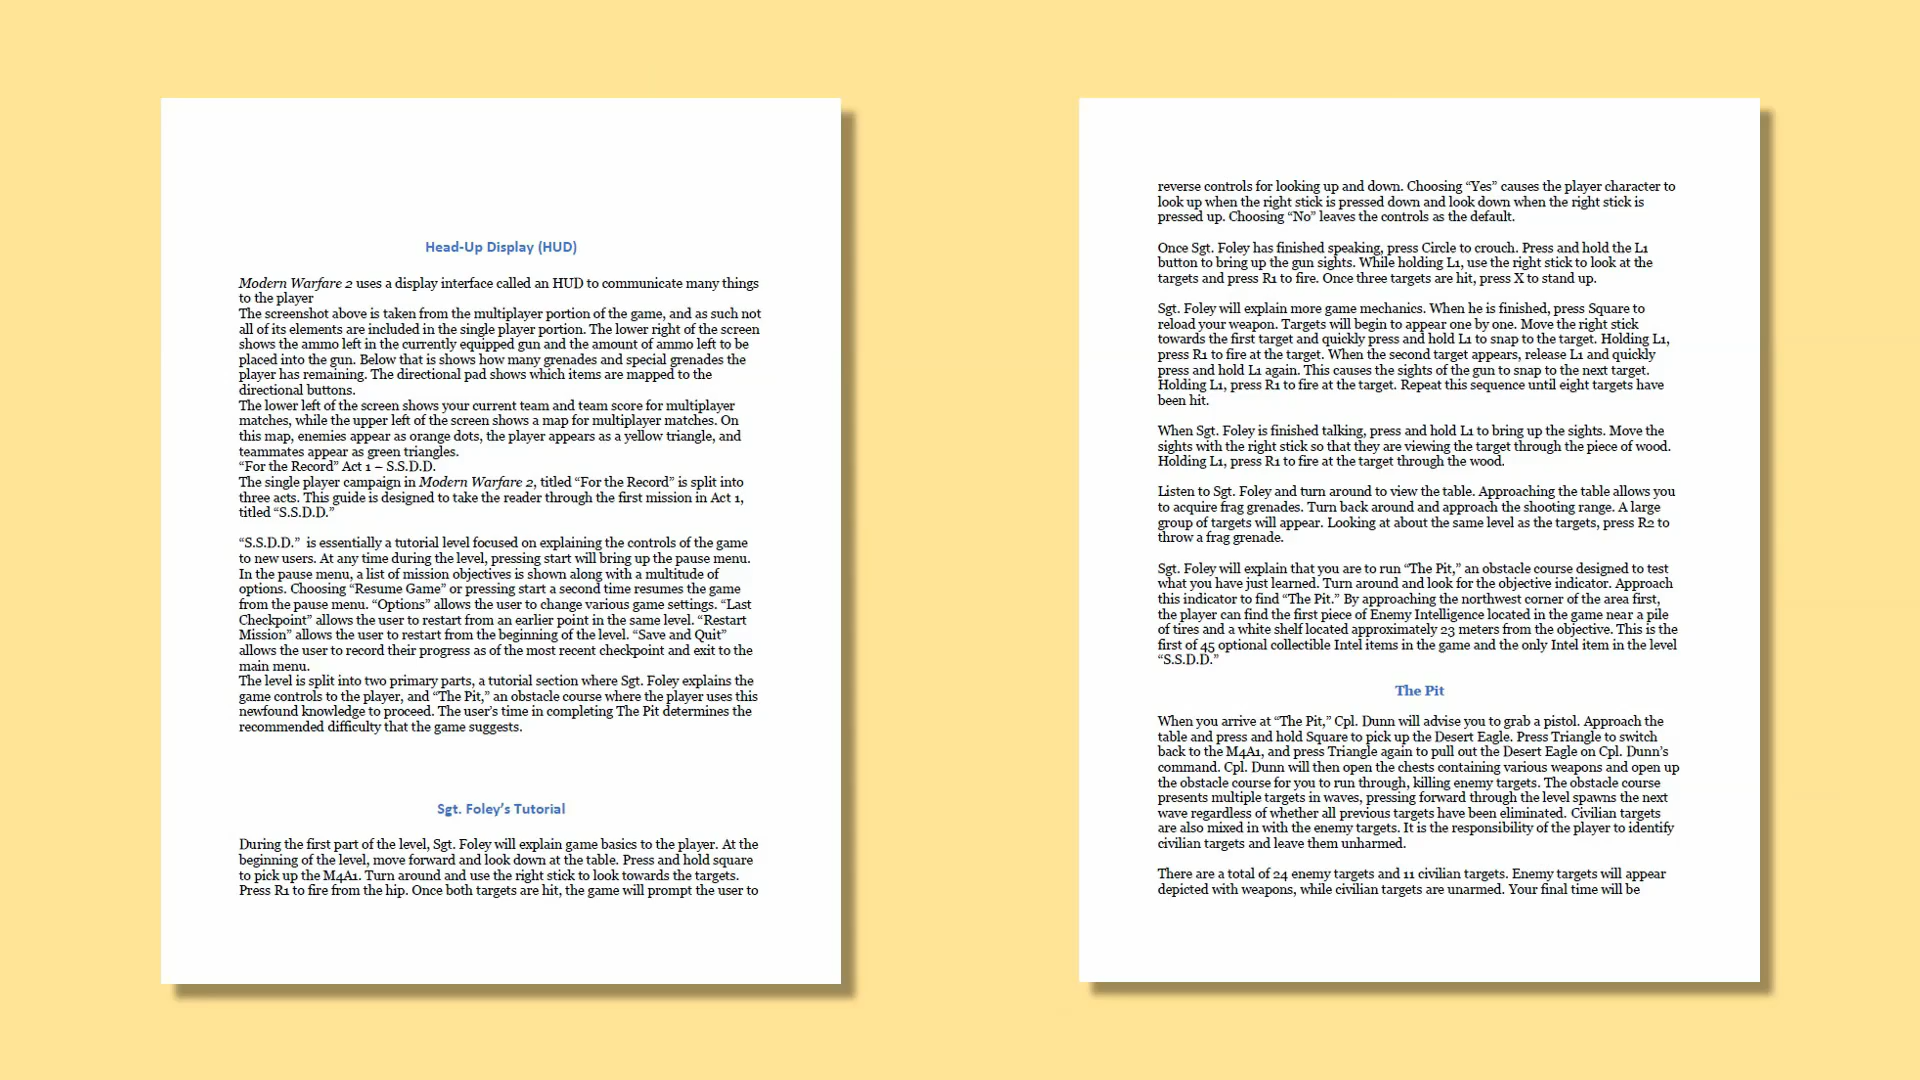 Head-Up Display (HUD)
Modern Warfare 2 uses a display interface called an HUD to communicate many things
to the player
The screenshot above is taken from the multiplayer portion of the game, and as such not
all of its elements are included in the single player portion. The lower right of the screen
shows the ammo left in the currently equipped gun and the amount of ammo left to be
placed into the gun. Below that is shows how many grenades and special grenades the
player has remaining. The directional pad shows which items are mapped to the
directional buttons.
The lower left of the screen shows your current team and team score for multiplayer
matches, while the upper left of the screen shows a map for multiplayer matches. On
this map, enemies appear as orange dots, the player appears as a yellow triangle, and
teammates appear as green triangles.
“For the Record” Act 1 – S.S.D.D.
The single player campaign in Modern Warfare 2, titled “For the Record” is split into
three acts. This guide is designed to take the reader through the first mission in Act 1,
titled “S.S.D.D.”
“S.S.D.D.”  is essentially a tutorial level focused on explaining the controls of the game
to new users. At any time during the level, pressing start will bring up the pause menu.
In the pause menu, a list of mission objectives is shown along with a multitude of
options. Choosing “Resume Game” or pressing start a second time resumes the game
from the pause menu. “Options” allows the user to change various game settings. “Last
Checkpoint” allows the user to restart from an earlier point in the same level. “Restart
Mission” allows the user to restart from the beginning of the level. “Save and Quit”
allows the user to record their progress as of the most recent checkpoint and exit to the
main menu.
The level is split into two primary parts, a tutorial section where Sgt. Foley explains the
game controls to the player, and “The Pit,” an obstacle course where the player uses this
newfound knowledge to proceed. The user’s time in completing The Pit determines the
recommended difficulty that the game suggests.
Sgt. Foley’s Tutorial
During the first part of the level, Sgt. Foley will explain game basics to the player. At the
beginning of the level, move forward and look down at the table. Press and hold square
to pick up the M4A1. Turn around and use the right stick to look towards the targets.
Press R1 to fire from the hip. Once both targets are hit, the game will prompt the user to
reverse controls for looking up and down. Choosing “Yes” causes the player character to
look up when the right stick is pressed down and look down when the right stick is
pressed up. Choosing “No” leaves the controls as the default.
Once Sgt. Foley has finished speaking, press Circle to crouch. Press and hold the L1
button to bring up the gun sights. While holding L1, use the right stick to look at the
targets and press R1 to fire. Once three targets are hit, press X to stand up.
Sgt. Foley will explain more game mechanics. When he is finished, press Square to
reload your weapon. Targets will begin to appear one by one. Move the right stick
towards the first target and quickly press and hold L1 to snap to the target. Holding L1,
press R1 to fire at the target. When the second target appears, release L1 and quickly
press and hold L1 again. This causes the sights of the gun to snap to the next target.
Holding L1, press R1 to fire at the target. Repeat this sequence until eight targets have
been hit.
When Sgt. Foley is finished talking, press and hold L1 to bring up the sights. Move the
sights with the right stick so that they are viewing the target through the piece of wood.
Holding L1, press R1 to fire at the target through the wood.
Listen to Sgt. Foley and turn around to view the table. Approaching the table allows you
to acquire frag grenades. Turn back around and approach the shooting range. A large
group of targets will appear. Looking at about the same level as the targets, press R2 to
throw a frag grenade.
Sgt. Foley will explain that you are to run “The Pit,” an obstacle course designed to test
what you have just learned. Turn around and look for the objective indicator. Approach
this indicator to find “The Pit.” By approaching the northwest corner of the area first,
the player can find the first piece of Enemy Intelligence located in the game near a pile
of tires and a white shelf located approximately 23 meters from the objective. This is the
first of 45 optional collectible Intel items in the game and the only Intel item in the level
“S.S.D.D.”
The Pit
When you arrive at “The Pit,” Cpl. Dunn will advise you to grab a pistol. Approach the
table and press and hold Square to pick up the Desert Eagle. Press Triangle to switch
back to the M4A1, and press Triangle again to pull out the Desert Eagle on Cpl. Dunn’s
command. Cpl. Dunn will then open the chests containing various weapons and open up
the obstacle course for you to run through, killing enemy targets. The obstacle course
presents multiple targets in waves, pressing forward through the level spawns the next
wave regardless of whether all previous targets have been eliminated. Civilian targets
are also mixed in with the enemy targets. It is the responsibility of the player to identify
civilian targets and leave them unharmed.
There are a total of 24 enemy targets and 11 civilian targets. Enemy targets will appear
depicted with weapons, while civilian targets are unarmed. Your final time will be